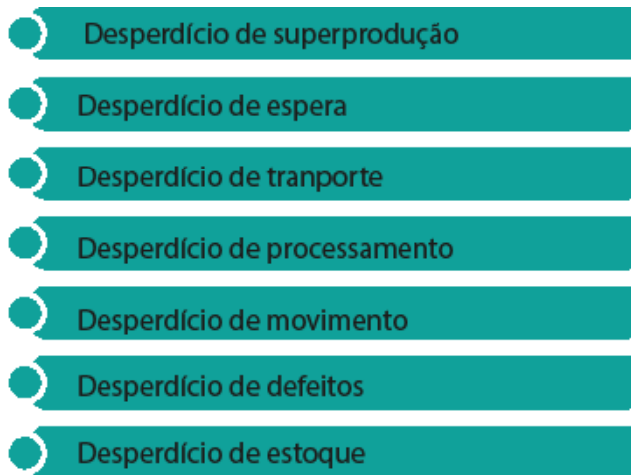 Desperdício de superprodução
Desperdício de espera
Desperdício de tranporte
Desperdício de processamento
Desperdício de movimento
Desperdício de defeitos
Desperdício de estoque